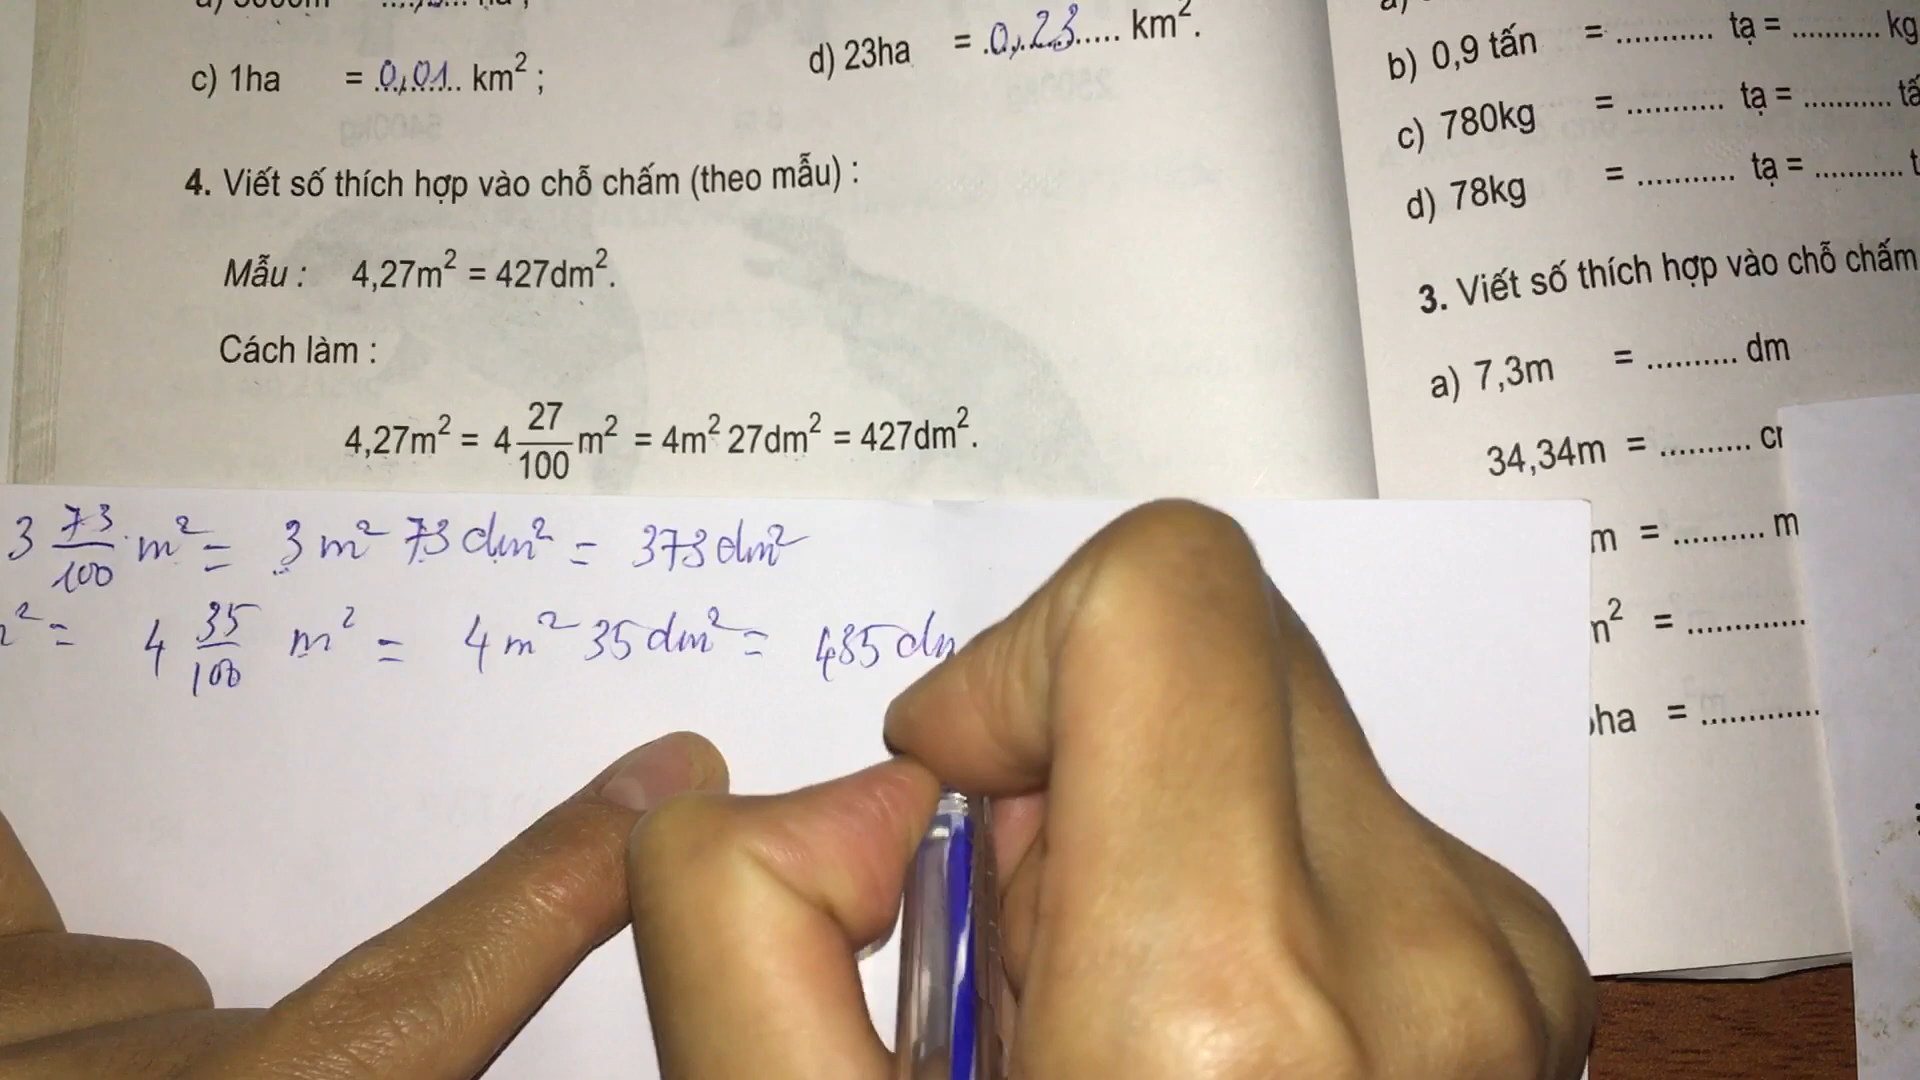 c) 1ha = 0,01 km² ;
d) 23ha = 0,23 km².
4. Viết số thích hợp vào chỗ chấm (theo mẫu) :
Mẫu : 4,27m² = 427dm².
Cách làm :
4,27m² = 4 27/100 m² = 4m² 27dm² = 427dm².
3 73/100 m² = 3 m² 73 dm² = 373 dm²
² = 4 35/100 m² = 4 m² 35 dm² = 435 dm
b) 0,9 tấn = ........... tạ = .......... kg
c) 780kg = ........... tạ = ..........
d) 78kg = ........... tạ = .......... t
3. Viết số thích hợp vào chỗ chấm
a) 7,3m = .......... dm
34,34m = ..........
m = .......... m
m² = .............
ha = .............